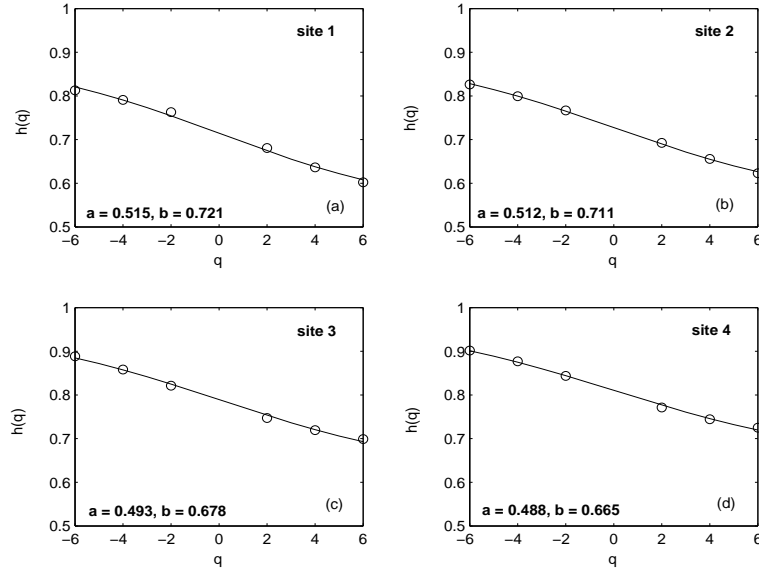 1
0.9
0.8
0.7
0.6
0.5
h(q)
site 1
a = 0.515, b = 0.721
(a)
−6 −4 −2 0 2 4 6
q
1
0.9
0.8
0.7
0.6
0.5
h(q)
site 2
a = 0.512, b = 0.711
(b)
−6 −4 −2 0 2 4 6
q
1
0.9
0.8
0.7
0.6
0.5
h(q)
site 3
a = 0.493, b = 0.678
(c)
−6 −4 −2 0 2 4 6
q
1
0.9
0.8
0.7
0.6
0.5
h(q)
site 4
a = 0.488, b = 0.665
(d)
−6 −4 −2 0 2 4 6
q